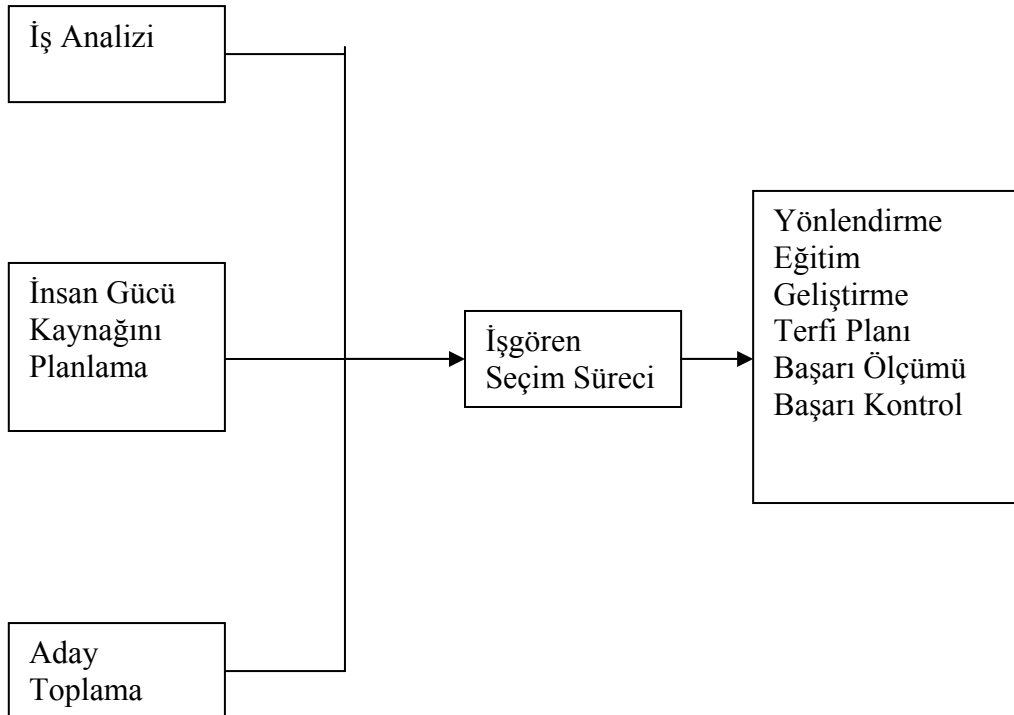 İş Analizi
İnsan Gücü
Kaynağını
Planlama
Aday
Toplama
İşgören
Seçim Süreci
Yönlendirme
Eğitim
Geliştirme
Terfi Planı
Başarı Ölçümü
Başarı Kontrol